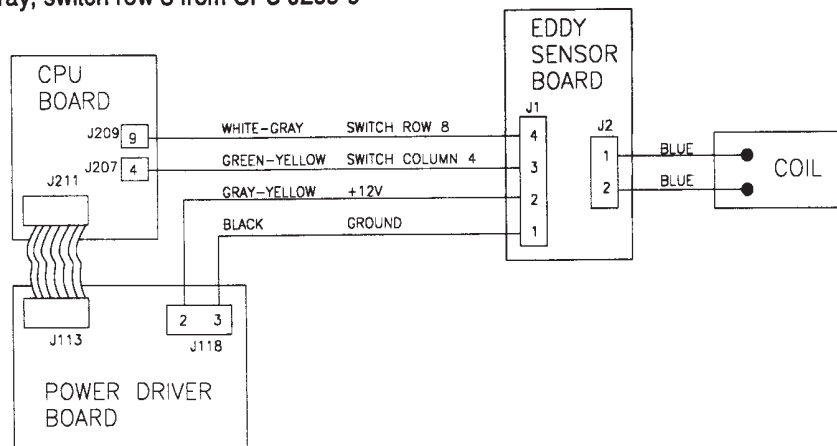 ray, switch row 8 from CPU J209-9
EDDY
SENSOR
BOARD
CPU
BOARD
J1
J209 9
WHITE-GRAY SWITCH ROW 8
4
J2
J207 4
GREEN-YELLOW SWITCH COLUMN 4
3
1
BLUE
COIL
J211
GRAY-YELLOW +12V
2
2
BLUE
BLACK GROUND
1
2 3
J113
J118
POWER DRIVER
BOARD